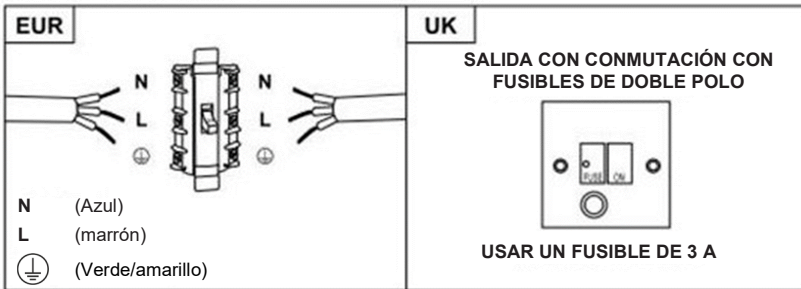 EUR
N N
L L
N (Azul)
L (marrón)
(Verde/amarillo)
UK
SALIDA CON CONMUTACIÓN CON
FUSIBLES DE DOBLE POLO
FUSE ON
USAR UN FUSIBLE DE 3 A